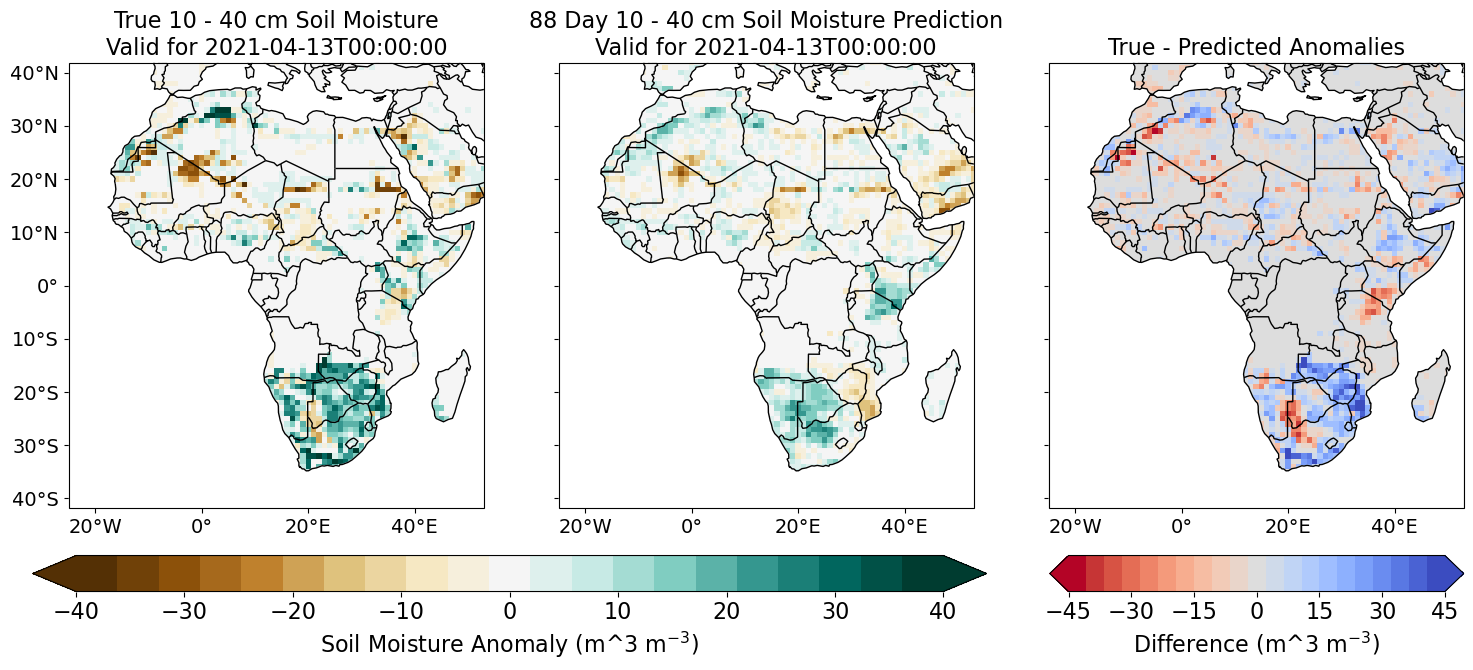 True 10 - 40 cm Soil Moisture
Valid for 2021-04-13T00:00:00
88 Day 10 - 40 cm Soil Moisture Prediction
Valid for 2021-04-13T00:00:00
True - Predicted Anomalies
40°N
30°N
20°N
10°N
0°
10°S
20°S
30°S
40°S
20°W 0° 20°E 40°E
20°W 0° 20°E 40°E
20°W 0° 20°E 40°E
−40 −30 −20 −10 0 10 20 30 40
Soil Moisture Anomaly (m^3 m⁻³)
−45 −30 −15 0 15 30 45
Difference (m^3 m⁻³)